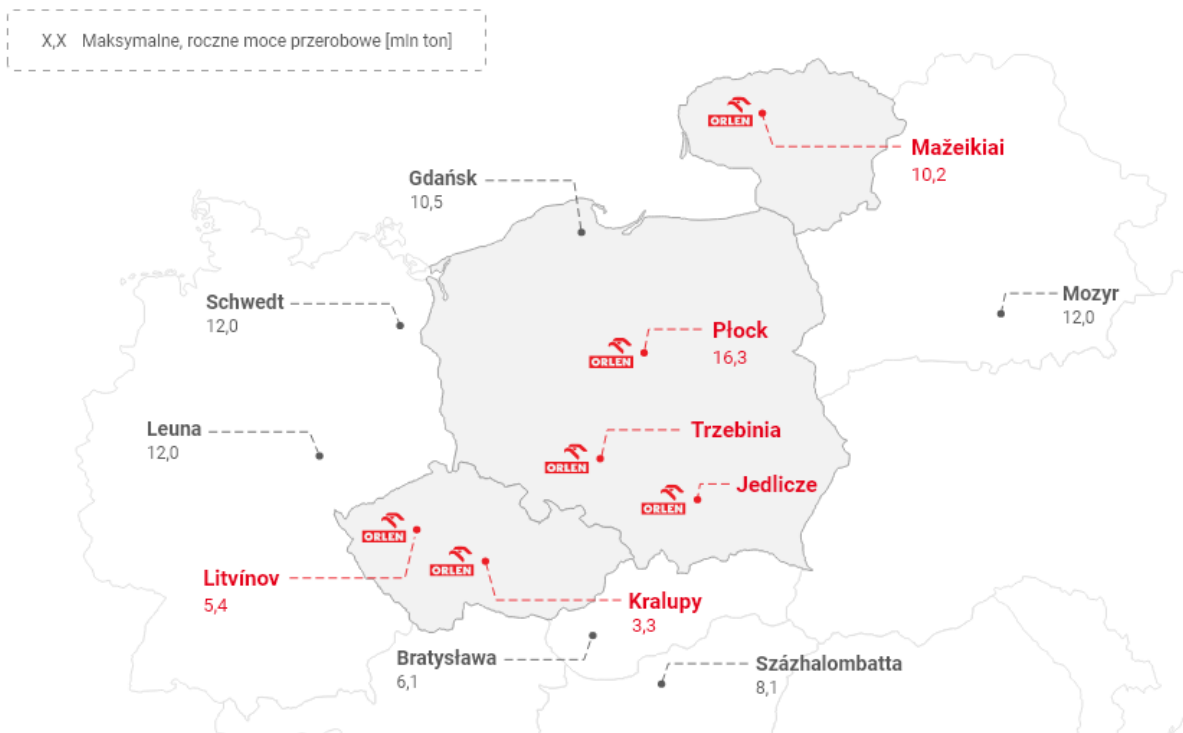 X,X Maksymalne, roczne moce przerobowe [mln ton]
ORLEN
Mažeikiai
10,2
Gdańsk
10,5
Schwedt
12,0
Mozyr
12,0
ORLEN
Płock
16,3
Leuna
12,0
ORLEN
Trzebinia
ORLEN
Jedlicze
ORLEN
Litvínov
5,4
ORLEN
Kralupy
3,3
Bratysława
6,1
Százhalombatta
8,1